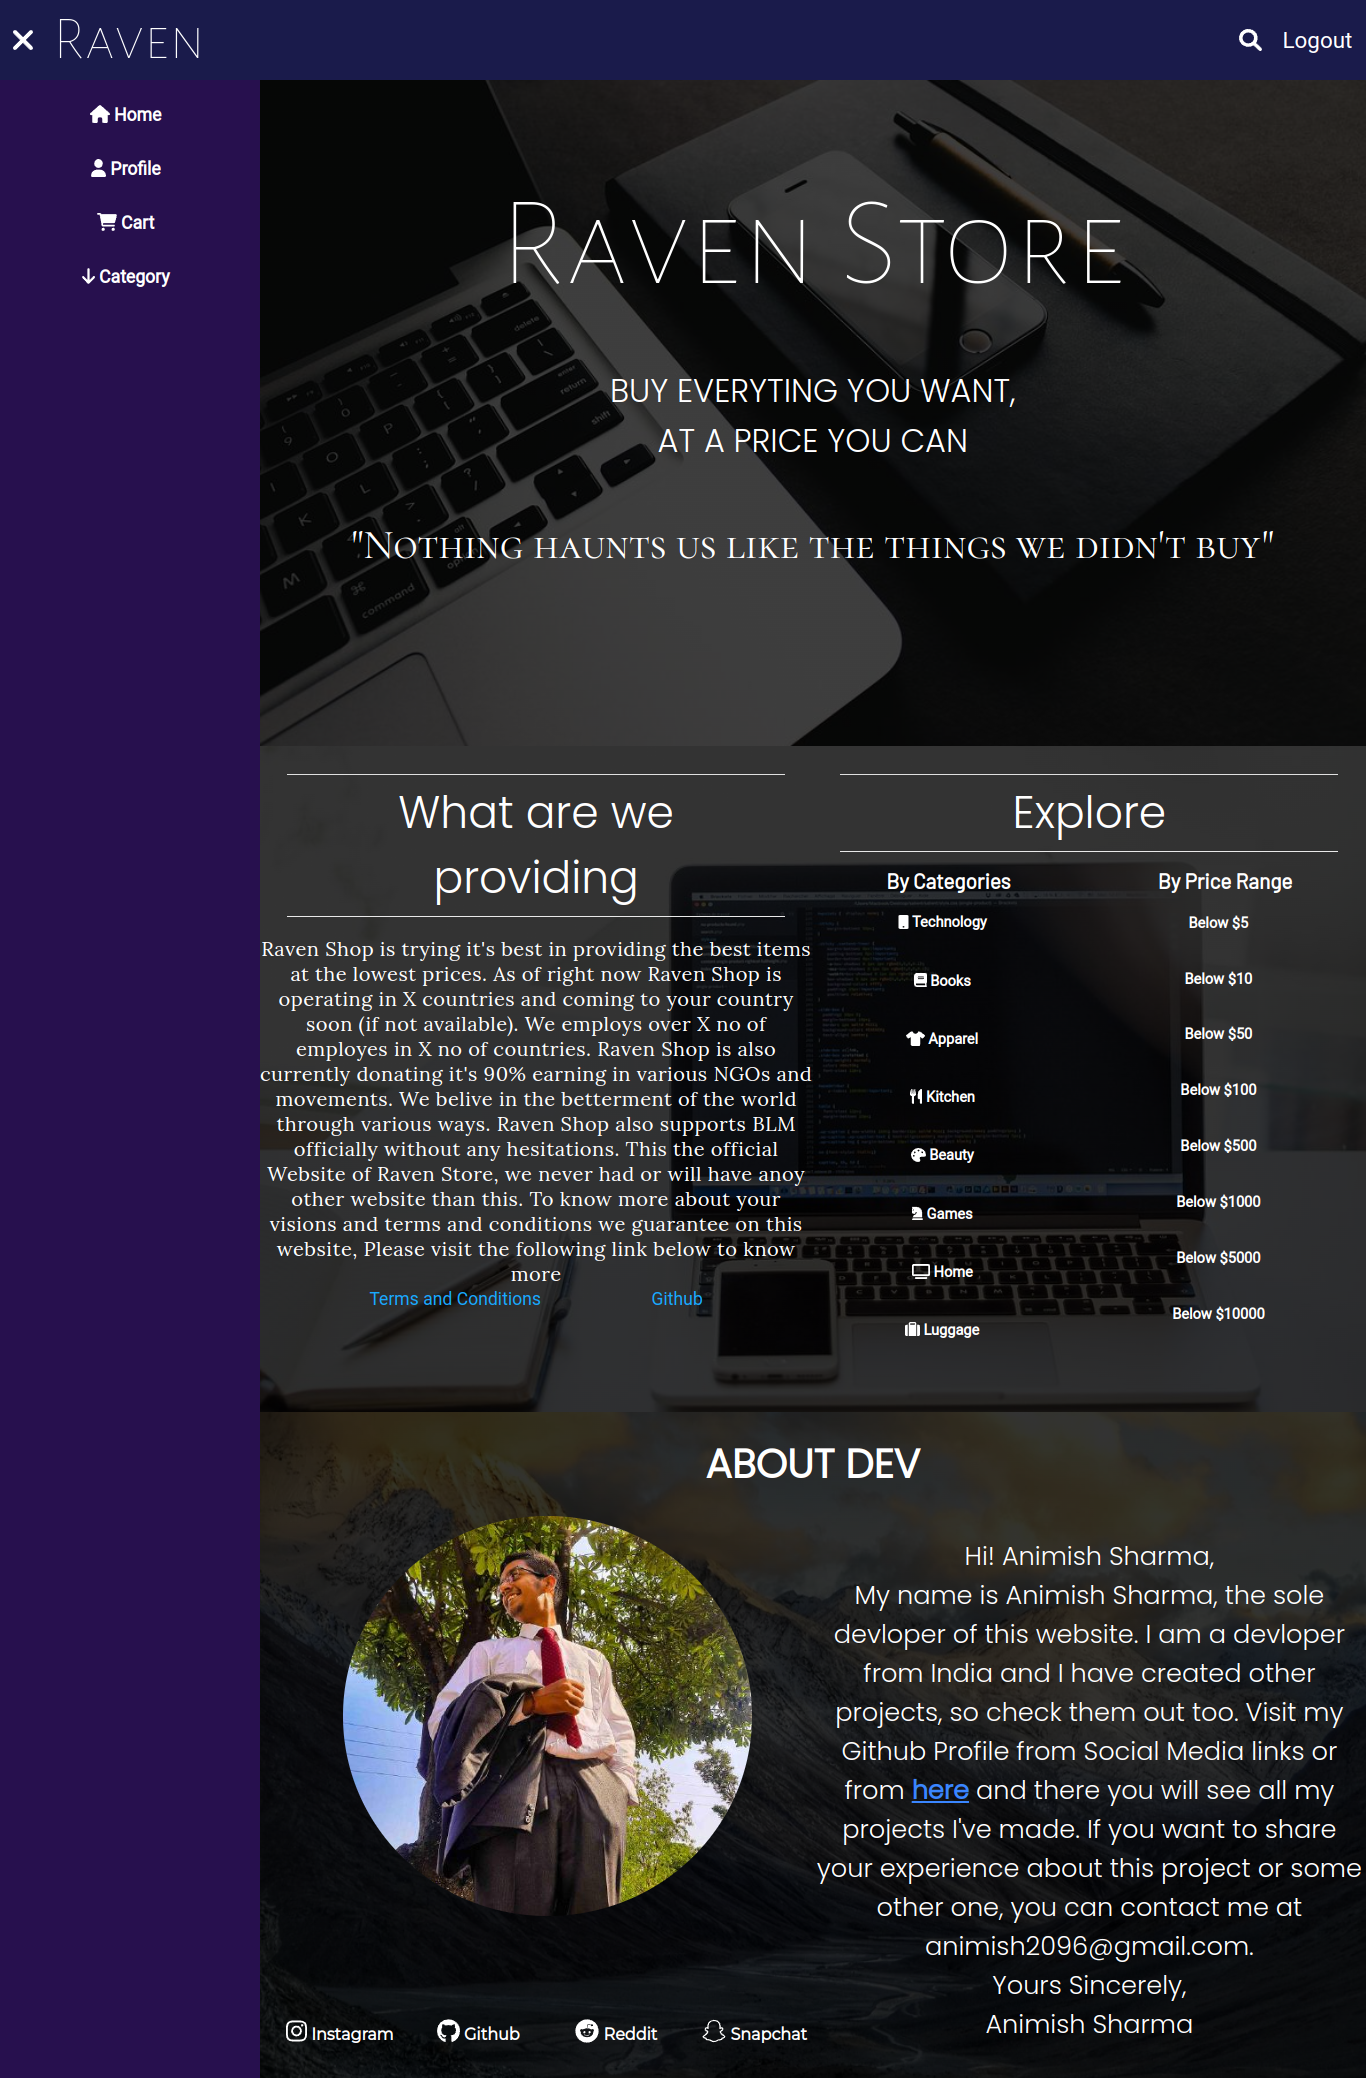 Raven
Logout
Home
Profile
Cart
Category
Raven Store
BUY EVERYTING YOU WANT,
AT A PRICE YOU CAN
"Nothing haunts us like the things we didn't buy"
What are we
providing
Raven Shop is trying it's best in providing the best items
at the lowest prices. As of right now Raven Shop is
operating in X countries and coming to your country
soon (if not available). We employs over X no of
employes in X no of countries. Raven Shop is also
currently donating it's 90% earning in various NGOs and
movements. We belive in the betterment of the world
through various ways. Raven Shop also supports BLM
officially without any hesitations. This the official
Website of Raven Store, we never had or will have anoy
other website than this. To know more about your
visions and terms and conditions we guarantee on this
website, Please visit the following link below to know
more
Terms and Conditions Github
Explore
By Categories
Technology
Books
Apparel
Kitchen
Beauty
Games
Home
Luggage
By Price Range
Below $5
Below $10
Below $50
Below $100
Below $500
Below $1000
Below $5000
Below $10000
ABOUT DEV
Hi! Animish Sharma,
My name is Animish Sharma, the sole
devloper of this website. I am a devloper
from India and I have created other
projects, so check them out too. Visit my
Github Profile from Social Media links or
from here and there you will see all my
projects I've made. If you want to share
your experience about this project or some
other one, you can contact me at
animish2096@gmail.com.
Yours Sincerely,
Animish Sharma
Instagram Github Reddit Snapchat